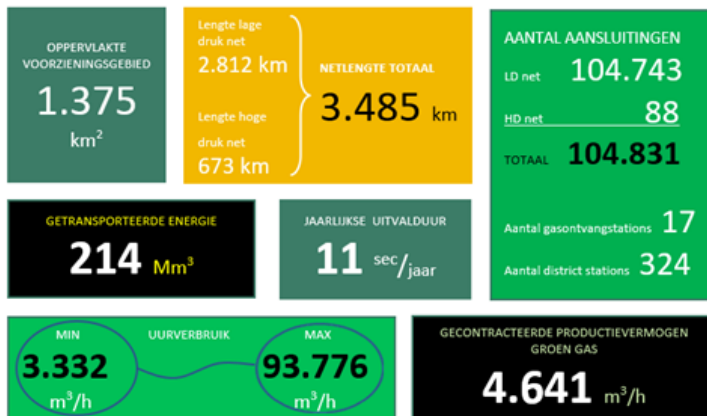 OPPERVLAKTE
VOORZIENINGSGEBIED
1.375
km²
Lengte lage
druk net
2.812 km
Lengte hoge
druk net
673 km
NETLENGTE TOTAAL
3.485 km
AANTAL AANSLUITINGEN
LD net 104.743
HD net 88
TOTAAL 104.831
Aantal gasontvangstations 17
Aantal district stations 324
GETRANSPORTEERDE ENERGIE
214 Mm³
JAARLIJKSE UITVALDUUR
11 sec/jaar
MIN UURVERBRUIK MAX
3.332 93.776
m³/h m³/h
GECONTRACTEERDE PRODUCTIEVERMOGEN
GROEN GAS
4.641 m³/h